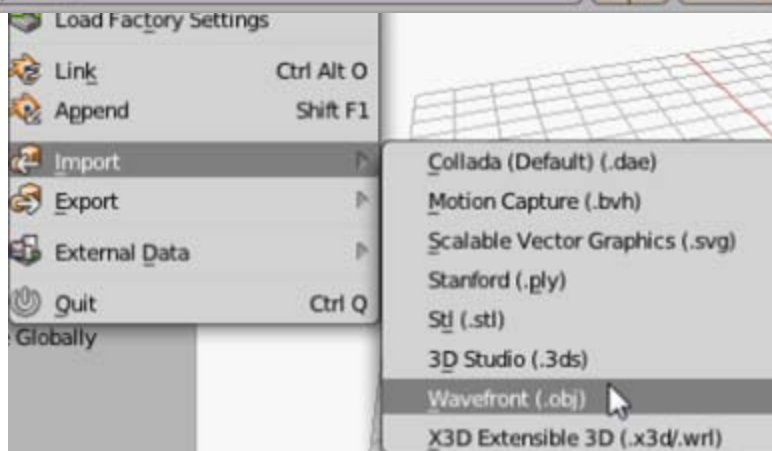 Load Factory Settings
Link Ctrl Alt O
Append Shift F1
Import
Export
External Data
Quit Ctrl Q
Globally
Collada (Default) (.dae)
Motion Capture (.bvh)
Scalable Vector Graphics (.svg)
Stanford (.ply)
Stl (.stl)
3D Studio (.3ds)
Wavefront (.obj)
X3D Extensible 3D (.x3d/.wrl)